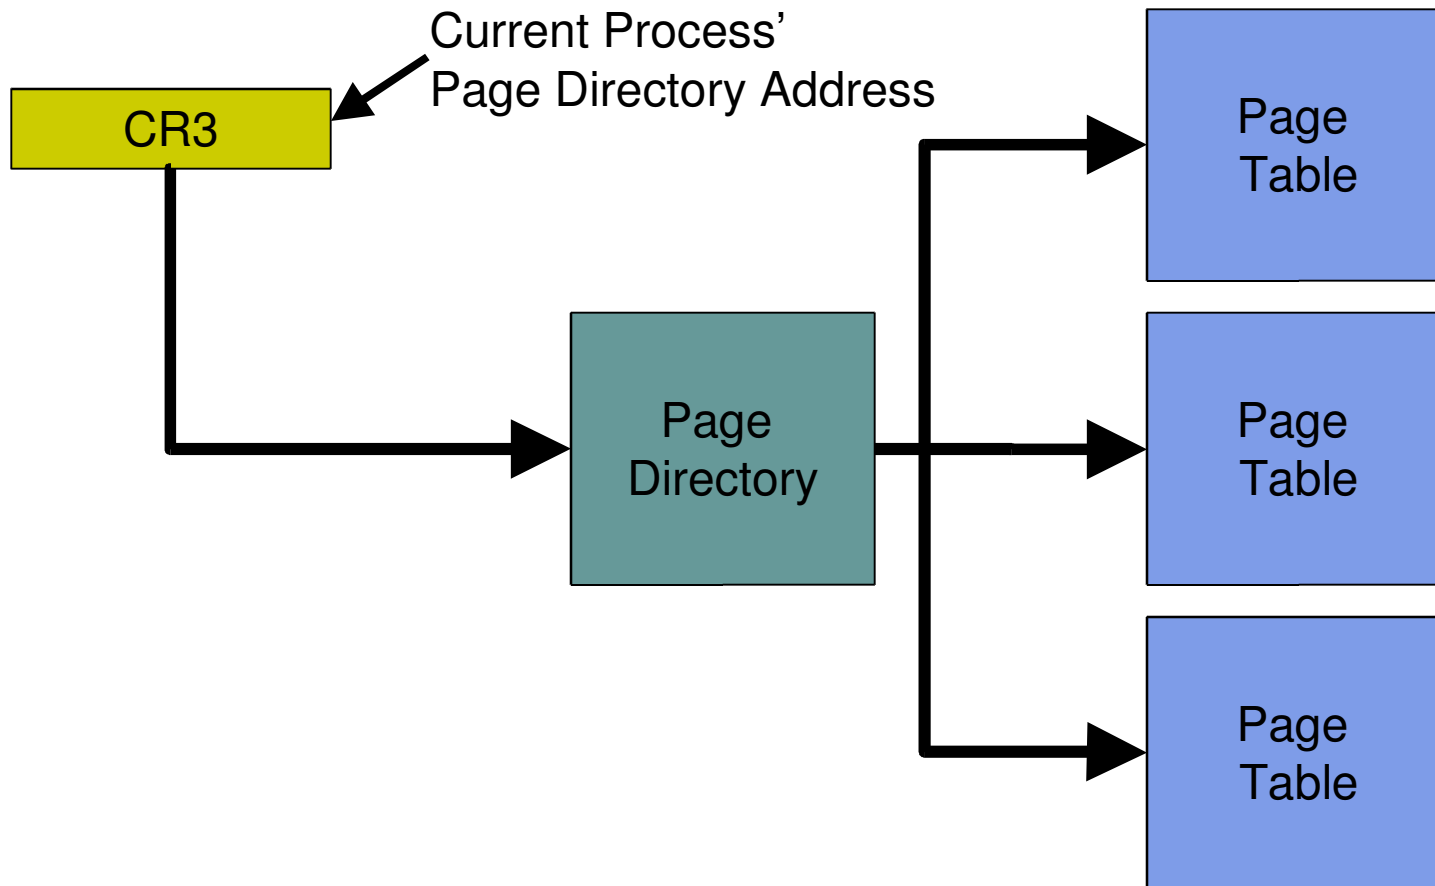 Current Process’
Page Directory Address
CR3
Page
Table
Page
Directory
Page
Table
Page
Table